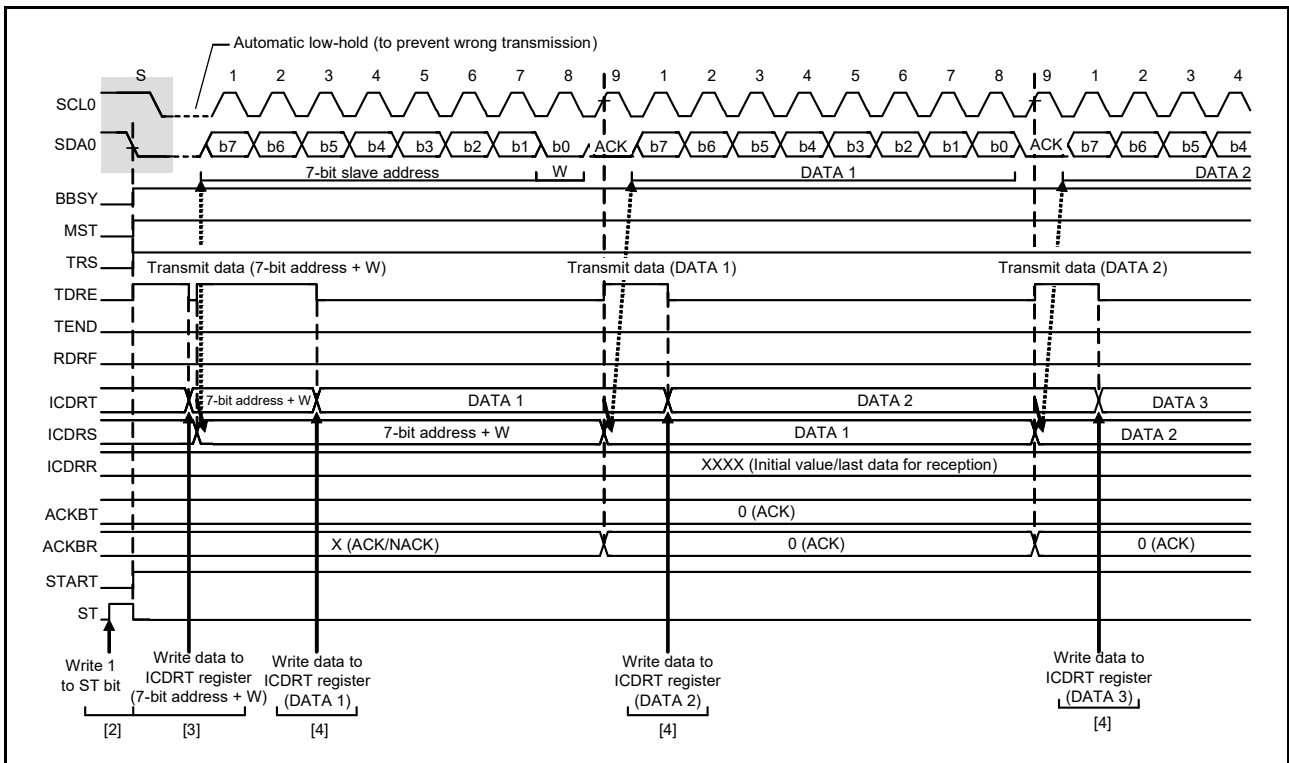 Automatic low-hold (to prevent wrong transmission)
S 1 2 3 4 5 6 7 8 9 1 2 3 4 5 6 7 8 9 1 2 3 4
SCL0
SDA0 b7 b6 b5 b4 b3 b2 b1 b0 ACK b7 b6 b5 b4 b3 b2 b1 b0 ACK b7 b6 b5 b4
7-bit slave address W DATA 1 DATA 2
BBSY
MST
TRS
Transmit data (7-bit address + W) Transmit data (DATA 1) Transmit data (DATA 2)
TDRE
TEND
RDRF
ICDRT 7-bit address + W DATA 1 DATA 2 DATA 3
ICDRS 7-bit address + W DATA 1 DATA 2
ICDRR XXXX (Initial value/last data for reception)
ACKBT 0 (ACK)
ACKBR X (ACK/NACK) 0 (ACK) 0 (ACK)
START
ST
Write 1
to ST bit
Write data to
ICDRT register
(7-bit address + W)
Write data to
ICDRT register
(DATA 1)
Write data to
ICDRT register
(DATA 2)
Write data to
ICDRT register
(DATA 3)
[2] [3] [4] [4] [4]